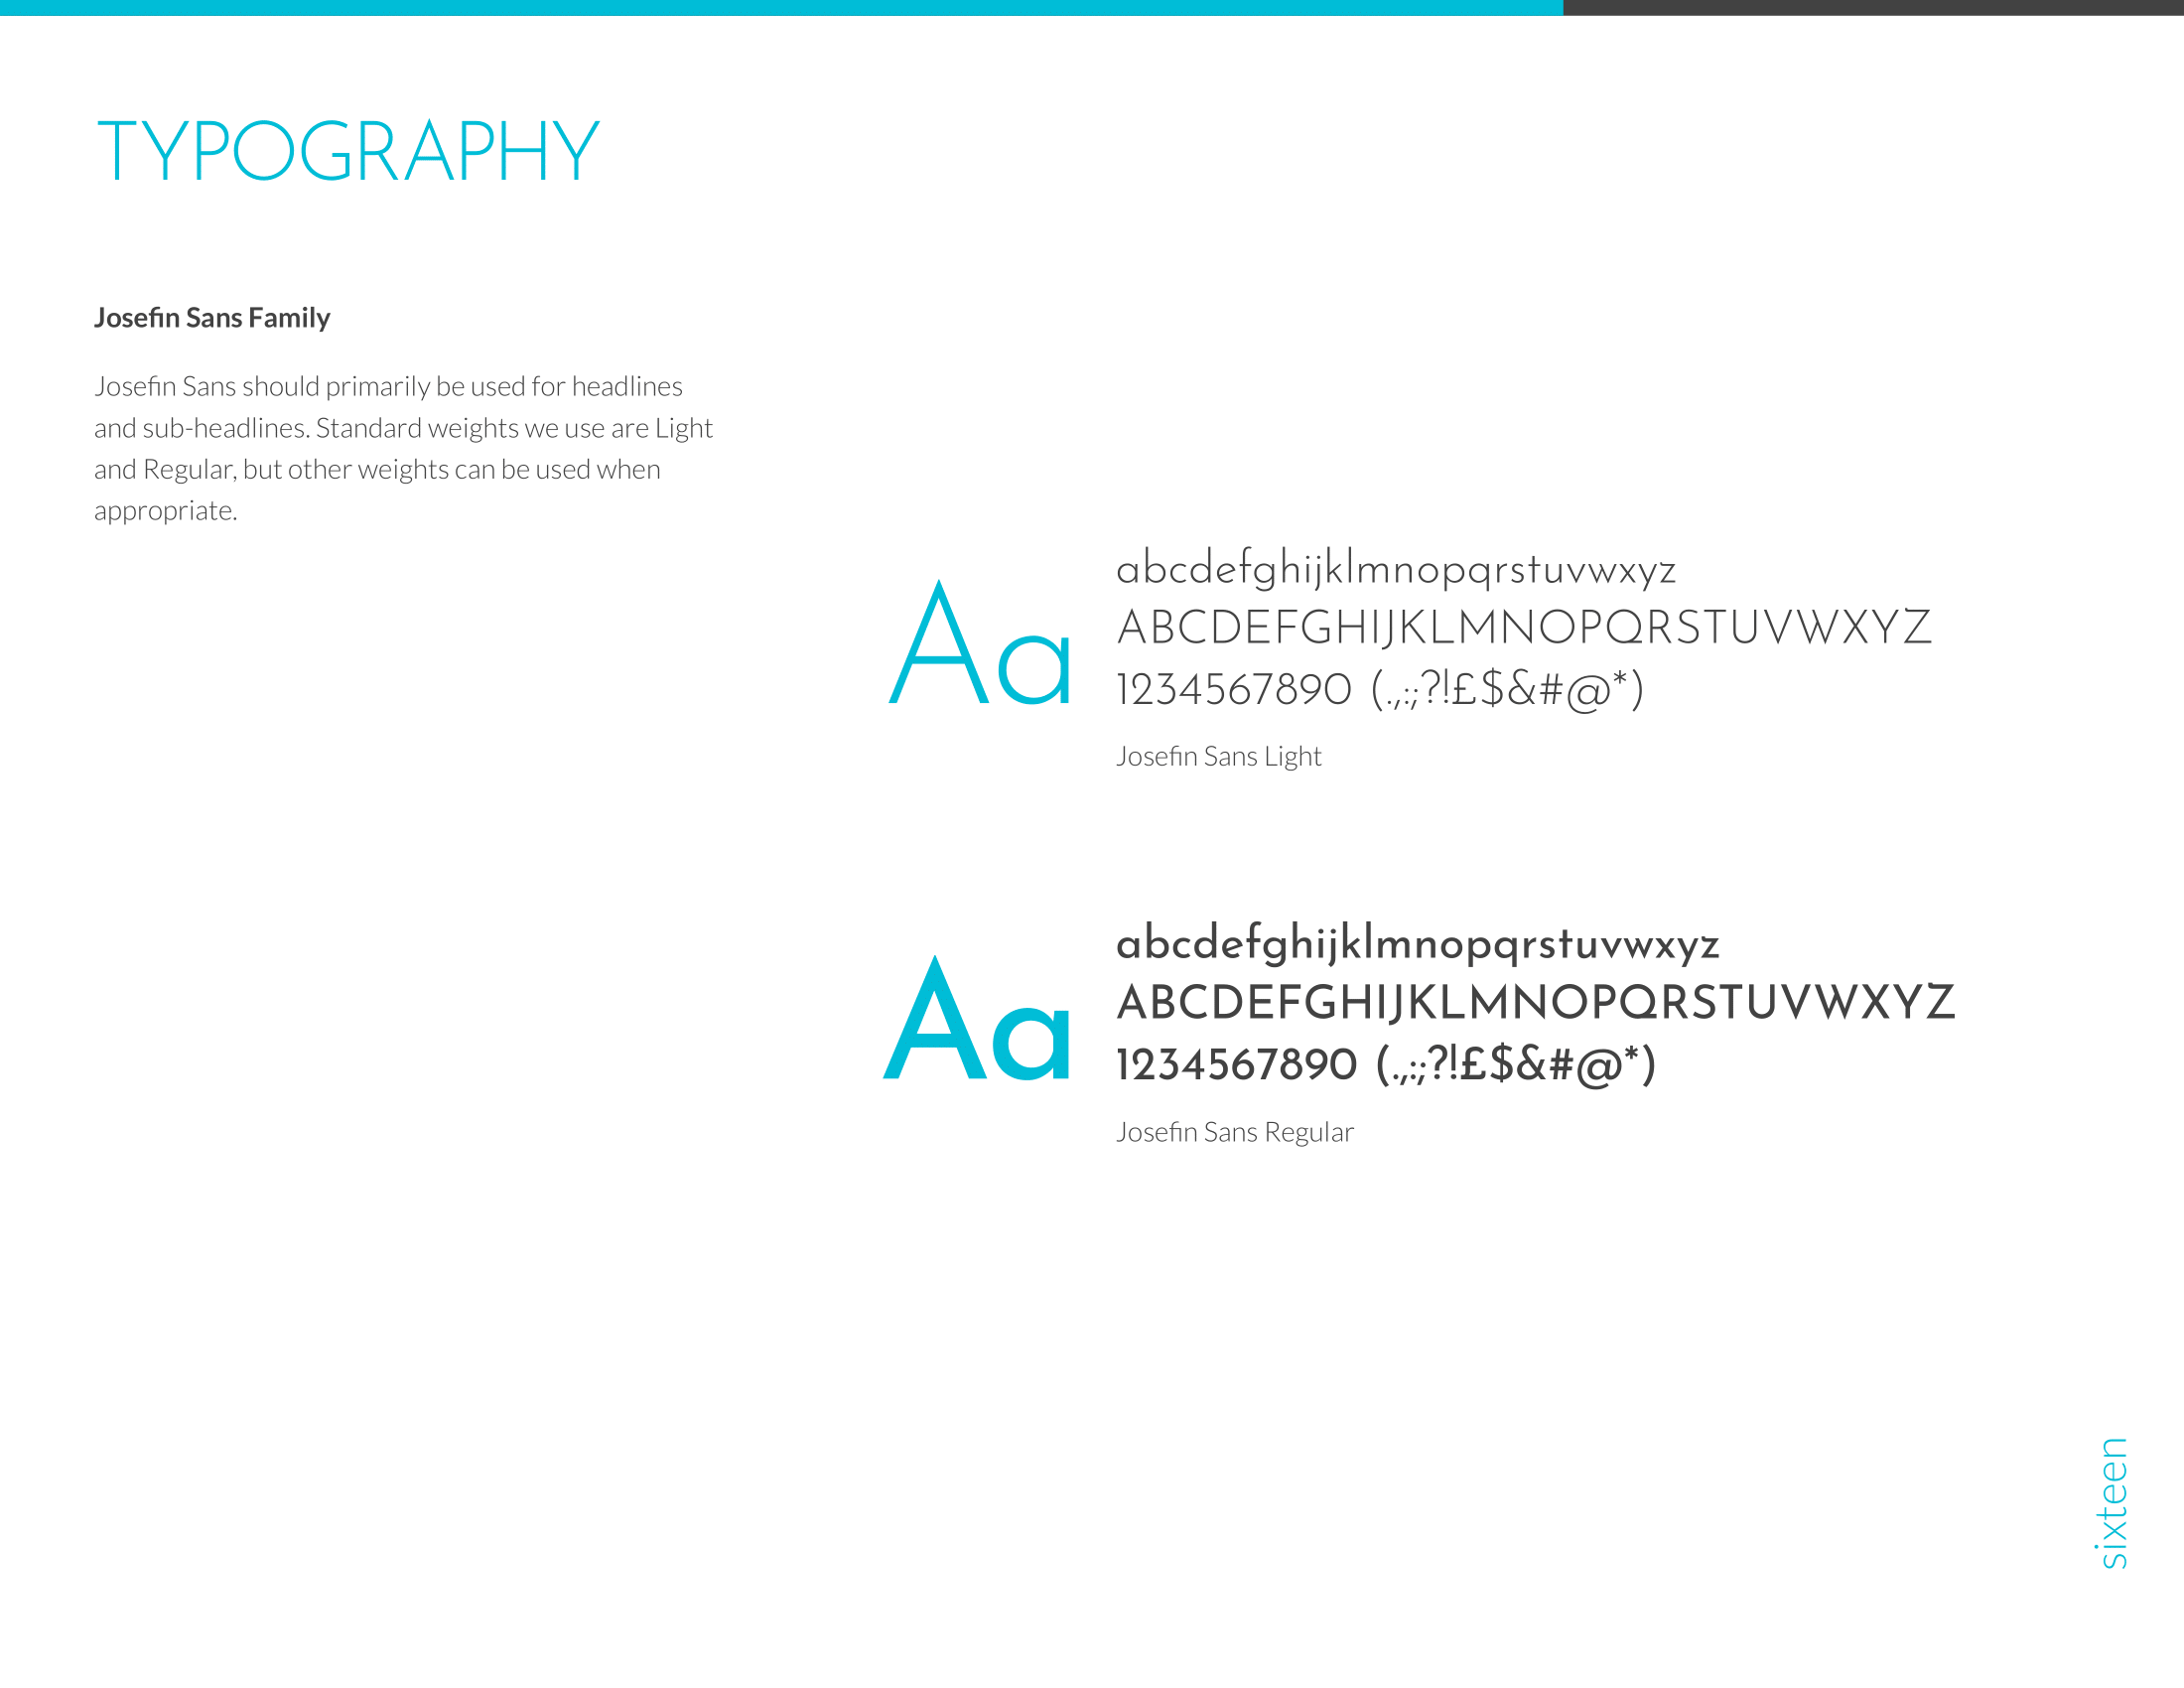 TYPOGRAPHY
Josefin Sans Family
Josefin Sans should primarily be used for headlines
and sub-headlines. Standard weights we use are Light
and Regular, but other weights can be used when
appropriate.
Aa
abcdefghijklmnopqrstuvwxyz
ABCDEFGHIJKLMNOPQRSTUVWXYZ
1234567890 (.,:;?!£$&#@*)
Josefin Sans Light
Aa
abcdefghijklmnopqrstuvwxyz
ABCDEFGHIJKLMNOPQRSTUVWXYZ
1234567890 (.,:;?!£$&#@*)
Josefin Sans Regular
sixteen